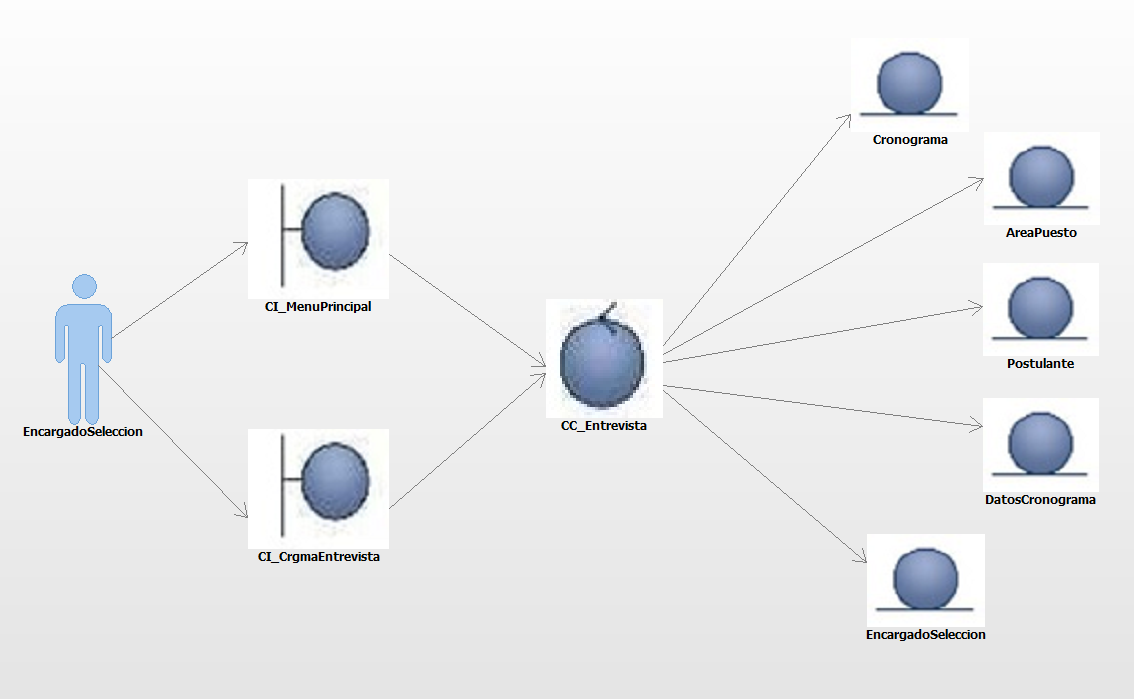 Cronograma
AreaPuesto
CI_MenuPrincipal
Postulante
EncargadoSeleccion
CC_Entrevista
DatosCronograma
CI_CrgmaEntrevista
EncargadoSeleccion